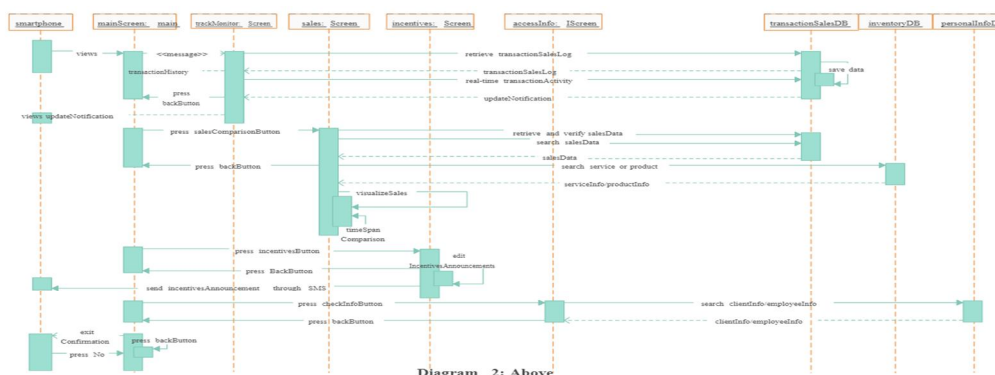 smartphone
mainScreen: main
trackMonitor: Screen
sales: Screen
incentives: Screen
accessInfo: IScreen
transactionSalesDB
inventoryDB
personalInfoD
views
<<message>>
retrieve transactionSalesLog
save data
transactionHistory
transactionSalesLog
real-time transactionActivity
press
backButton
updateNotification
views updateNotification
press salesComparisonButton
retrieve and verify salesData
search salesData
salesData
press backButton
search service or product
serviceInfo/productInfo
visualizeSales
timeSpan
Comparison
press incentivesButton
edit
IncentivesAnnouncements
press BackButton
send incentivesAnnouncement through SMS
press checkInfoButton
search clientInfo/employeeInfo
press backButton
clientInfo/employeeInfo
exit
Confirmation
press backButton
press No
Diagram 2: Above